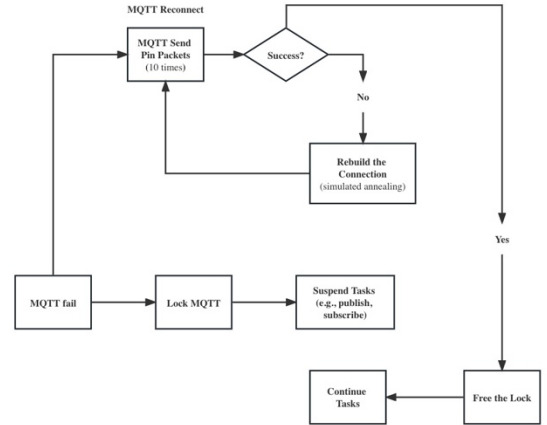 MQTT Reconnect
MQTT Send
Pin Packets
(10 times)
Success?
No
Rebuild the
Connection
(simulated annealing)
Yes
MQTT fail
Lock MQTT
Suspend Tasks
(e.g., publish,
subscribe)
Continue
Tasks
Free the Lock